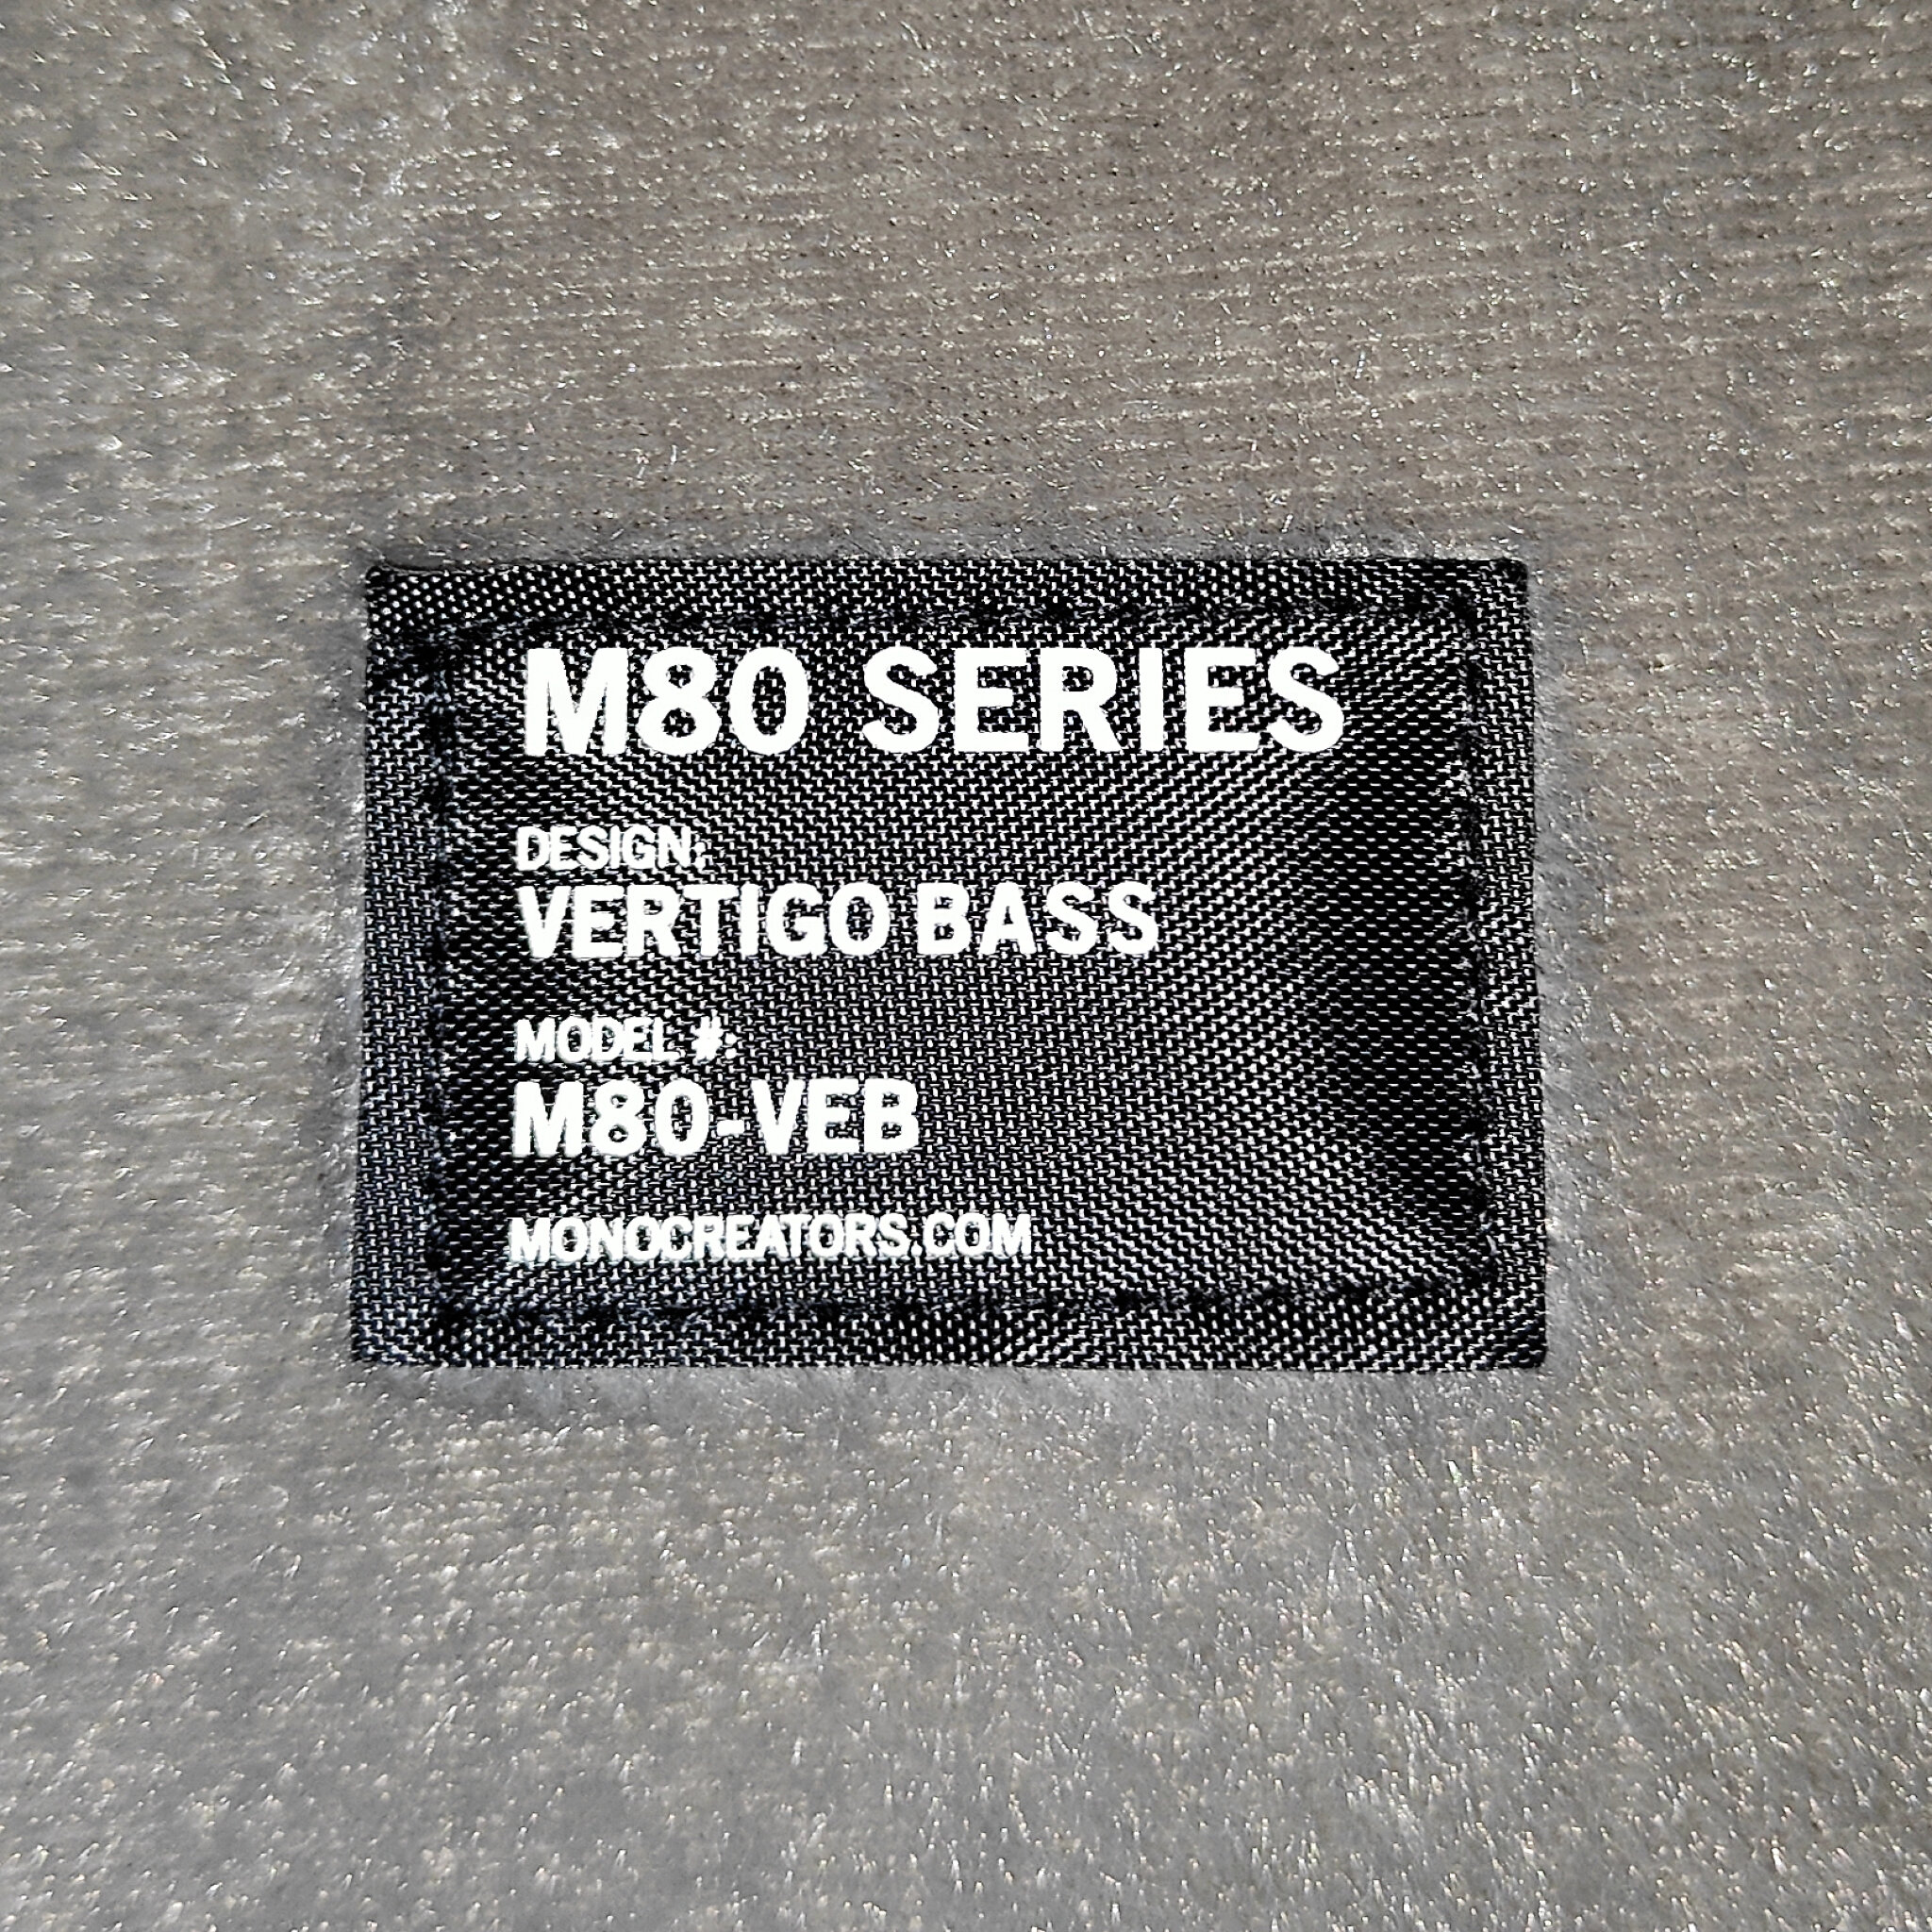 M80 SERIES
DESIGN:
VERTIGO BASS
MODEL #:
M80-VEB
MONOCREATORS.COM